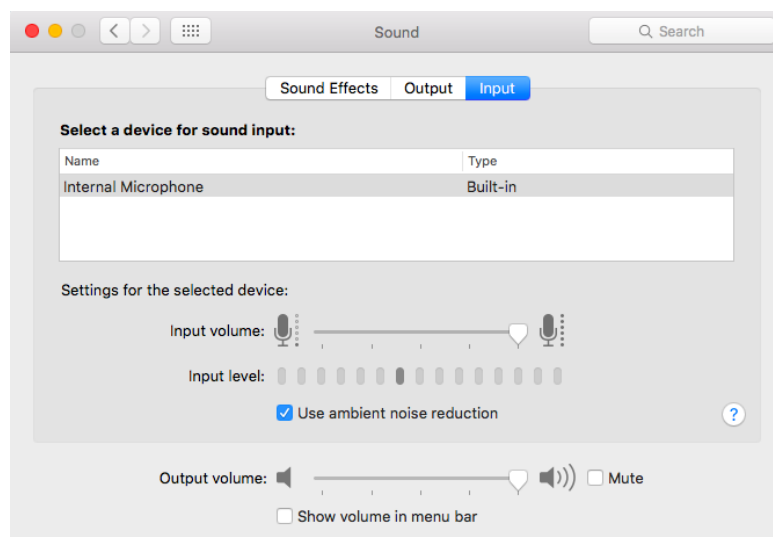 Sound
Search
Sound Effects Output Input
Select a device for sound input:
Name Type
Internal Microphone Built-in
Settings for the selected device:
Input volume:
Input level:
Use ambient noise reduction ?
Output volume: Mute
Show volume in menu bar